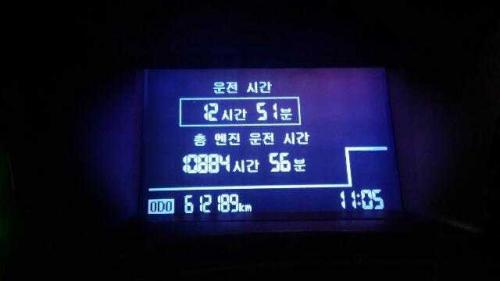 운전 시간
12시간 51분
총 엔진 운전 시간
10884시간 56분
ODO 612189km 11:05